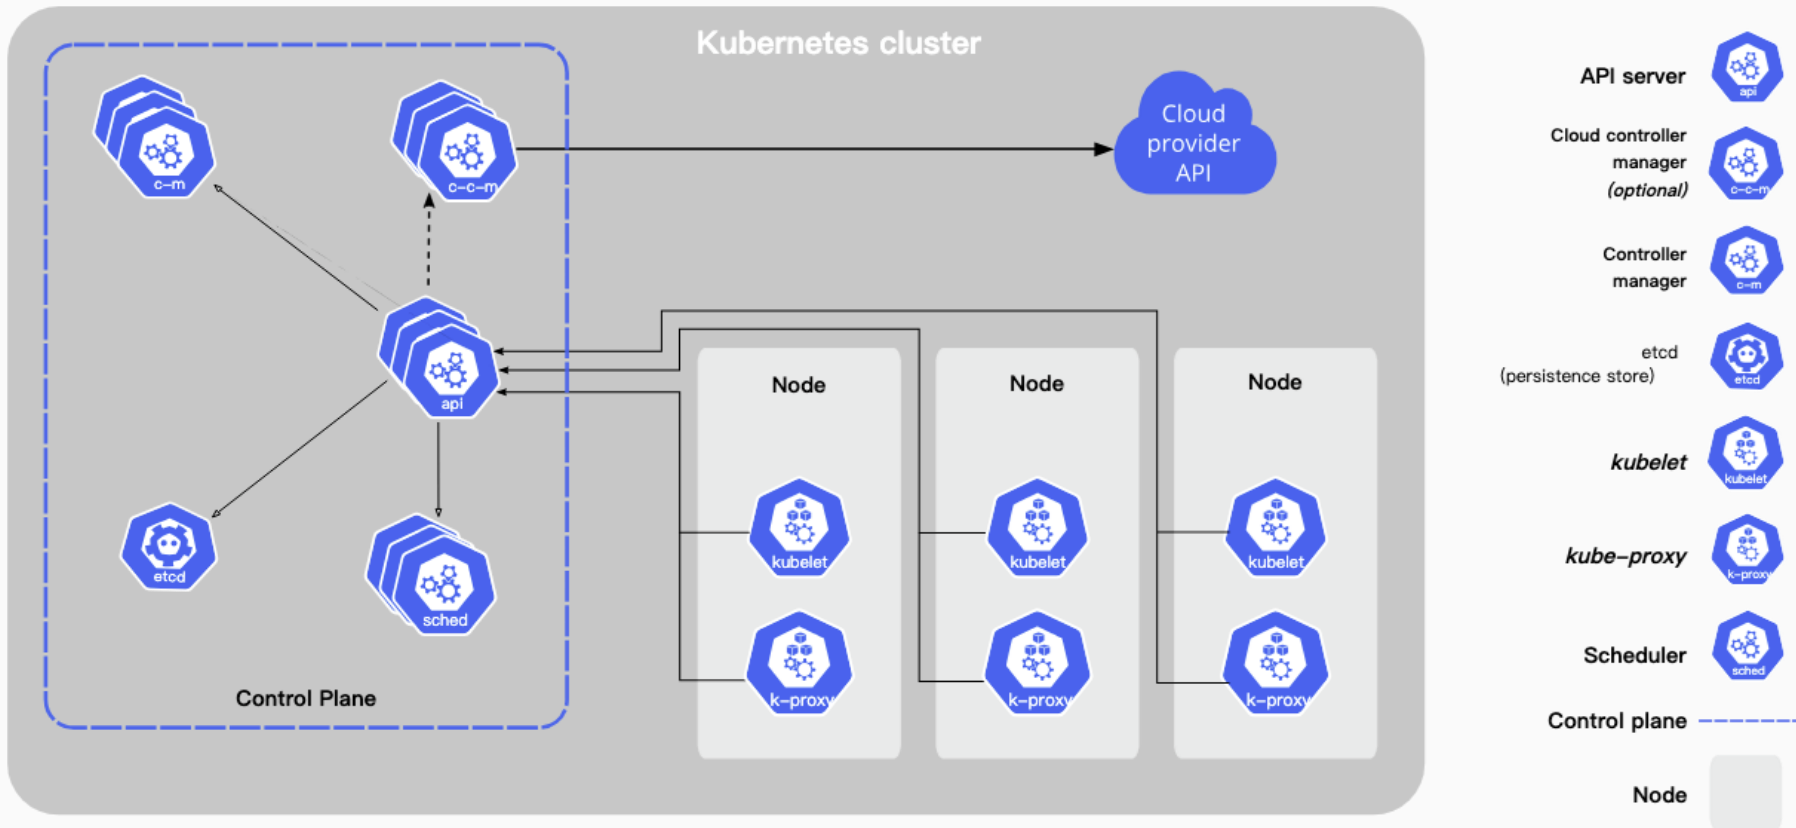 Kubernetes cluster
c-m
c-c-m
Cloud
provider
API
api
etcd
sched
Control Plane
Node
kubelet
k-proxy
Node
kubelet
k-proxy
Node
kubelet
k-proxy
API server
api
Cloud controller
manager
(optional)
c-c-m
Controller
manager
c-m
etcd
(persistence store)
etcd
kubelet
kubelet
kube-proxy
k-proxy
Scheduler
sched
Control plane
Node